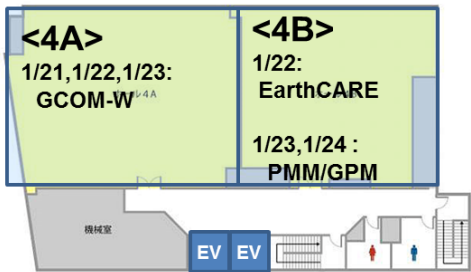 <4A>
1/21,1/22,1/23:
GCOM-W
<4B>
1/22:
EarthCARE
1/23,1/24 :
PMM/GPM
機械室
EV
EV